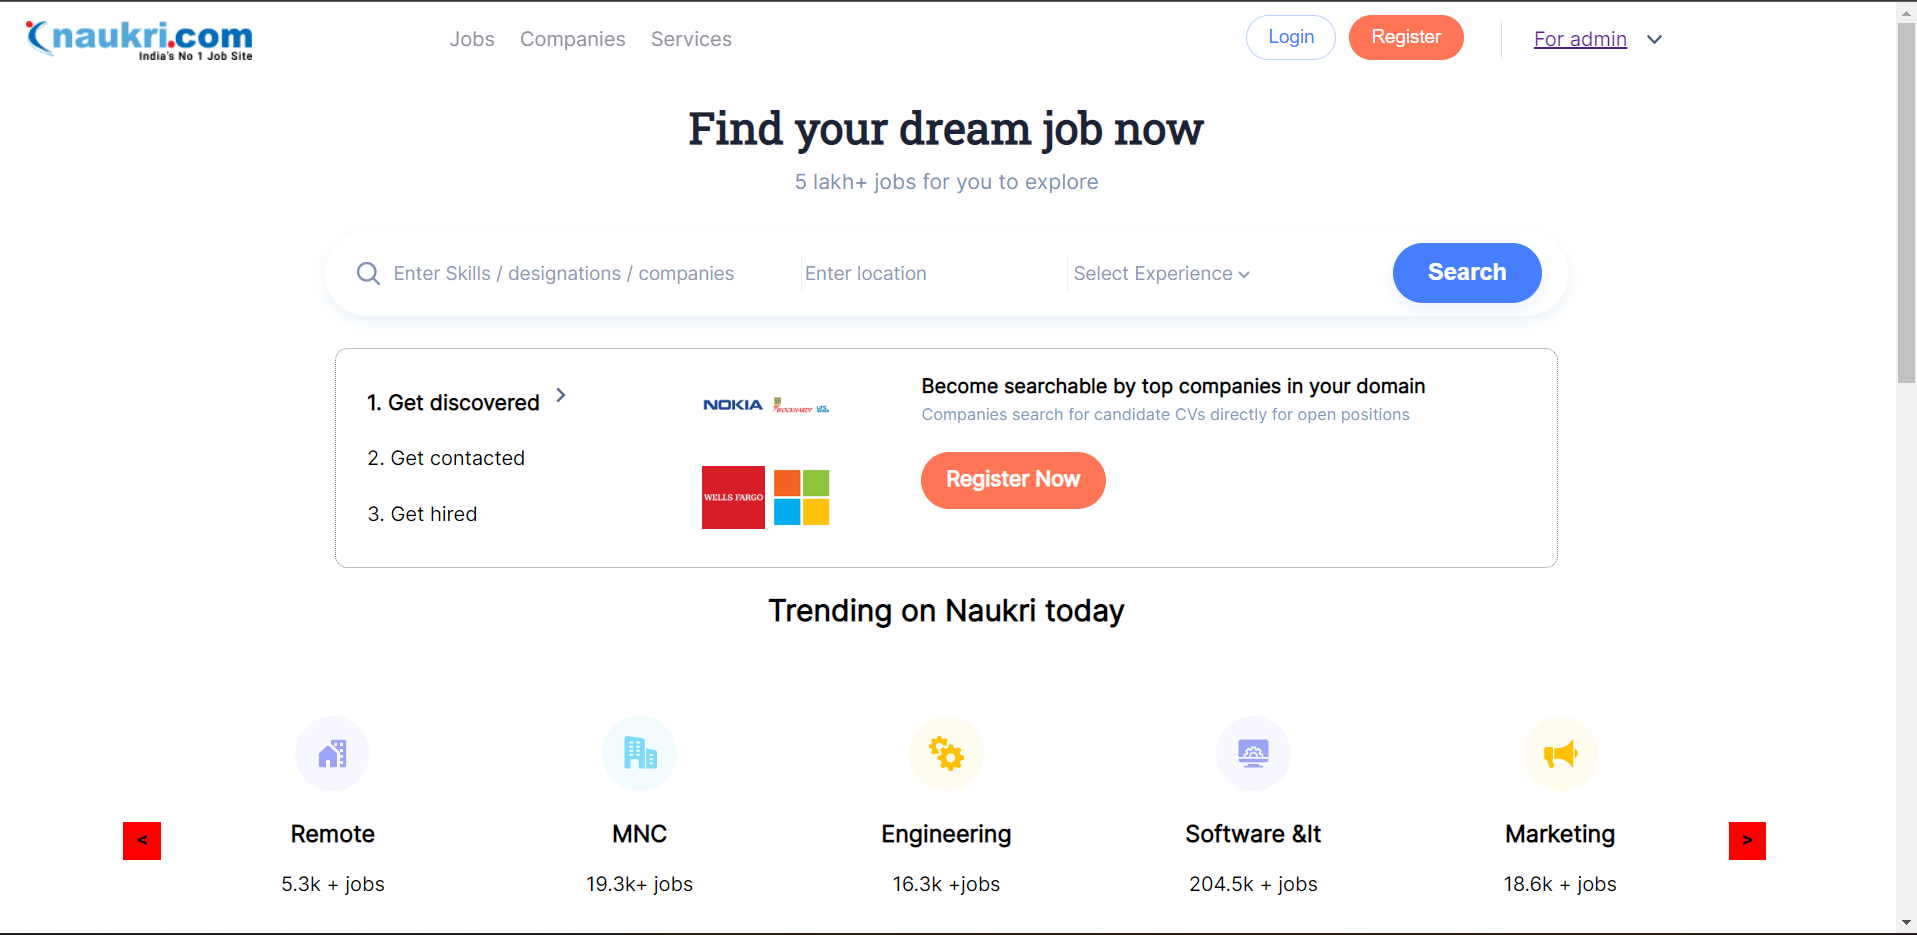 naukri.com
India's No 1 Job Site
Jobs Companies Services
Login Register For admin
Find your dream job now
5 lakh+ jobs for you to explore
Enter Skills / designations / companies Enter location Select Experience Search
1. Get discovered
2. Get contacted
3. Get hired
NOKIA WOCKHARDT
WELLS FARGO
Become searchable by top companies in your domain
Companies search for candidate CVs directly for open positions
Register Now
Trending on Naukri today
< Remote MNC Engineering Software &It Marketing >
5.3k + jobs 19.3k+ jobs 16.3k +jobs 204.5k + jobs 18.6k + jobs